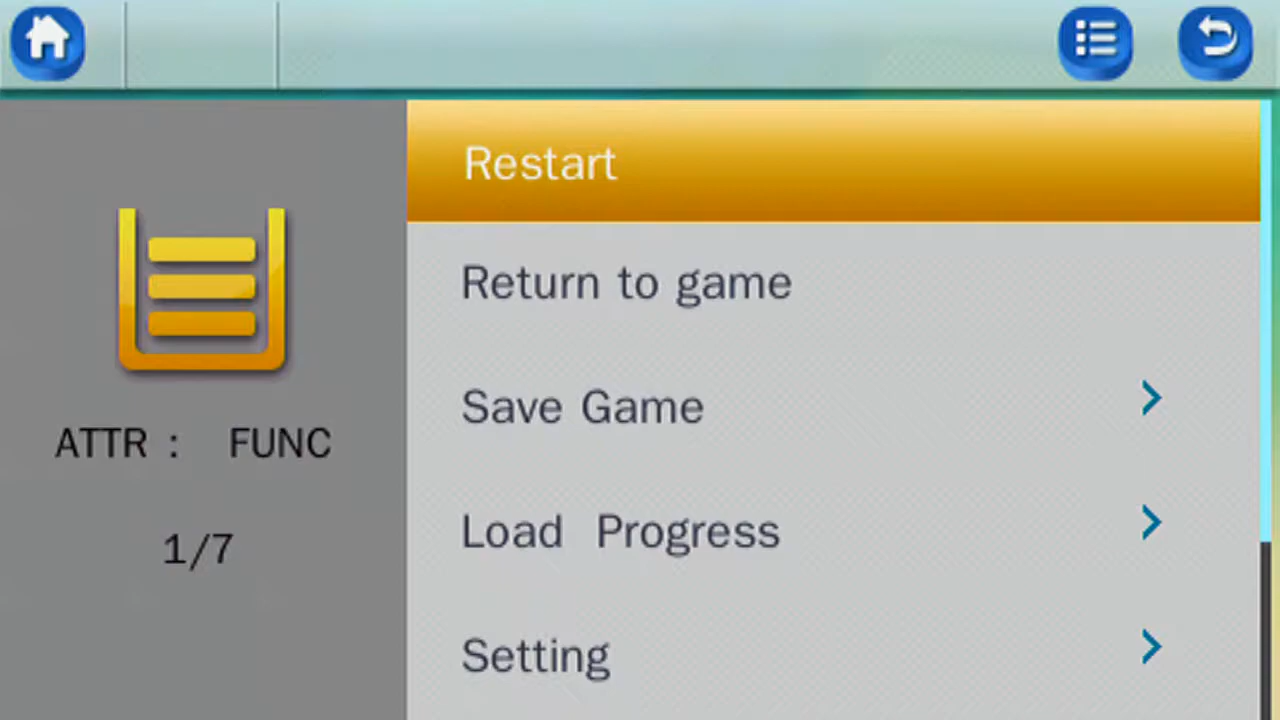 Restart
Return to game
Save Game
Load Progress
Setting
ATTR : FUNC
1/7